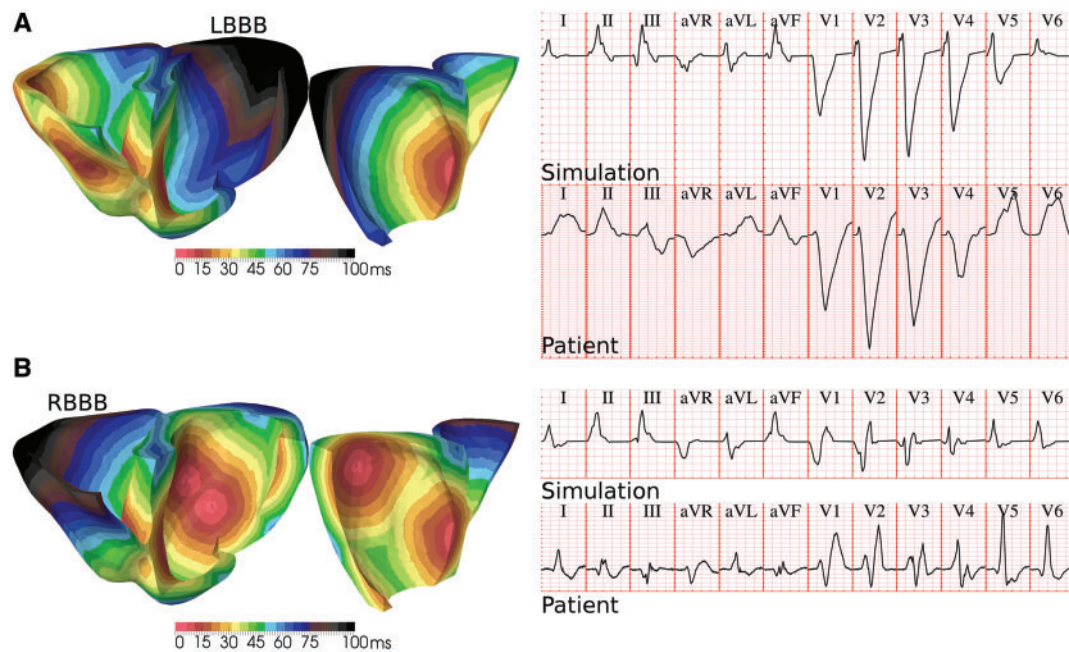 A
LBBB
I II III aVR aVL aVF V1 V2 V3 V4 V5 V6
Simulation
I II III aVR aVL aVF V1 V2 V3 V4 V5 V6
0 15 30 45 60 75 100ms
Patient
B
RBBB
I II III aVR aVL aVF V1 V2 V3 V4 V5 V6
Simulation
I II III aVR aVL aVF V1 V2 V3 V4 V5 V6
Patient
0 15 30 45 60 75 100ms